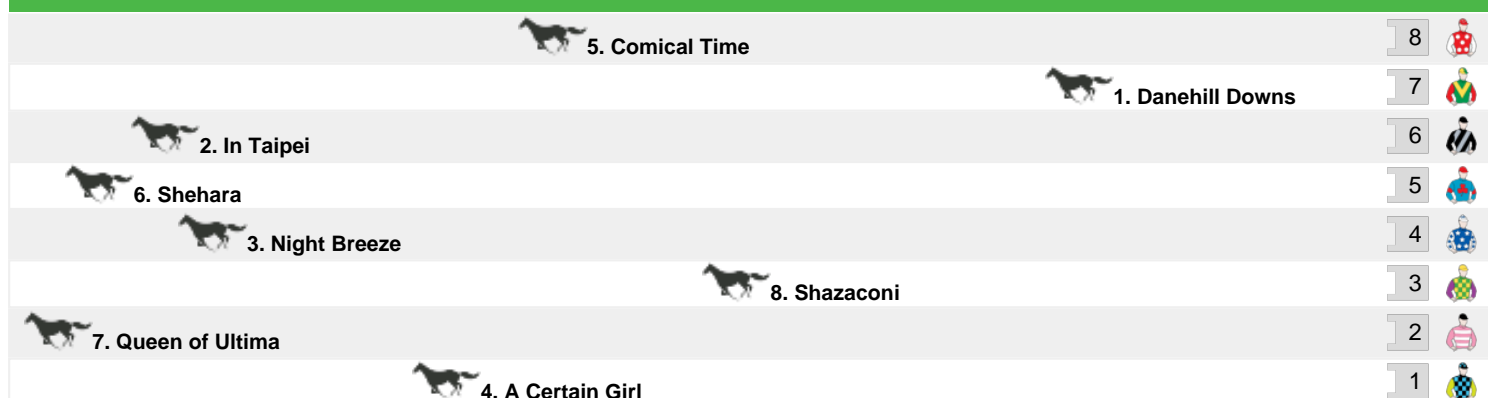 5. Comical Time 8
1. Danehill Downs 7
2. In Taipei 6
6. Shehara 5
3. Night Breeze 4
8. Shazaconi 3
7. Queen of Ultima 2
4. A Certain Girl 1